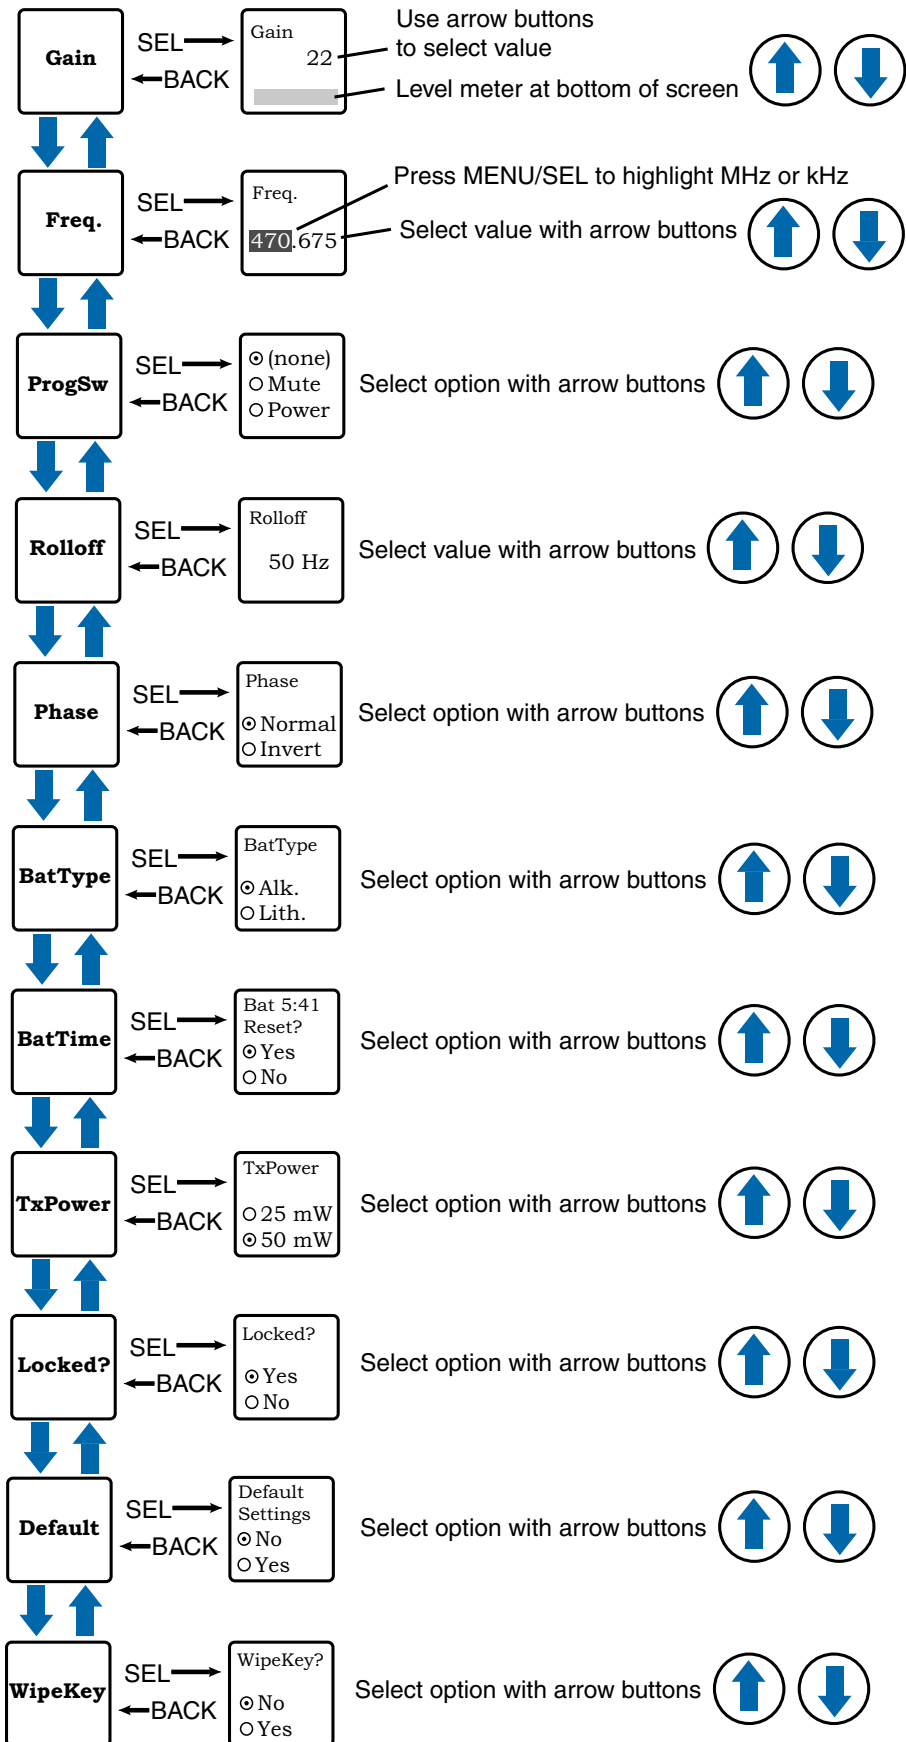 Gain
SEL
BACK
Gain
22
Use arrow buttons
to select value
Level meter at bottom of screen
Freq.
SEL
BACK
Freq.
470.675
Press MENU/SEL to highlight MHz or kHz
Select value with arrow buttons
ProgSw
SEL
BACK
(none)
Mute
Power
Select option with arrow buttons
Rolloff
SEL
BACK
Rolloff
50 Hz
Select value with arrow buttons
Phase
SEL
BACK
Phase
Normal
Invert
Select option with arrow buttons
BatType
SEL
BACK
BatType
Alk.
Lith.
Select option with arrow buttons
BatTime
SEL
BACK
Bat 5:41
Reset?
Yes
No
Select option with arrow buttons
TxPower
SEL
BACK
TxPower
25 mW
50 mW
Select option with arrow buttons
Locked?
SEL
BACK
Locked?
Yes
No
Select option with arrow buttons
Default
SEL
BACK
Default
Settings
No
Yes
Select option with arrow buttons
WipeKey
SEL
BACK
WipeKey?
No
Yes
Select option with arrow buttons